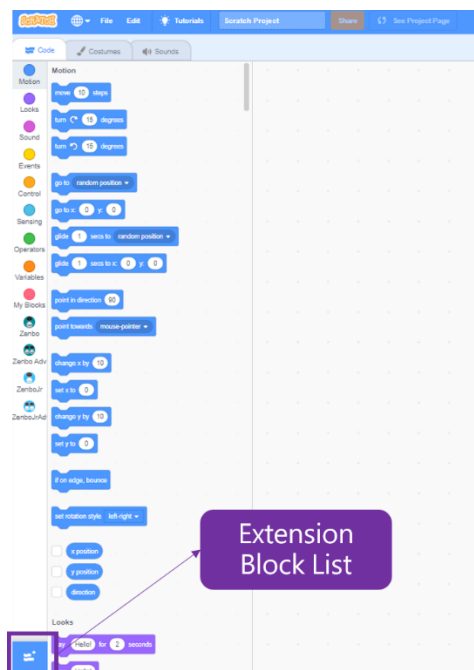 SCRATCH File Edit Tutorials Scratch Project Share See Project Page
Code Costumes Sounds
Motion
Looks
Sound
Events
Control
Sensing
Operators
Variables
My Blocks
Zenbo
Zenbo Adv
ZenboJr
ZenboJrAd
Motion
move 10 steps
turn 15 degrees
turn 15 degrees
go to random position
go to x: 0 y: 0
glide 1 secs to random position
glide 1 secs to x: 0 y: 0
point in direction 90
point towards mouse-pointer
change x by 10
set x to 0
change y by 10
set y to 0
if on edge, bounce
set rotation style left-right
x position
y position
direction
Looks
say Hello! for 2 seconds
Extension
Block List